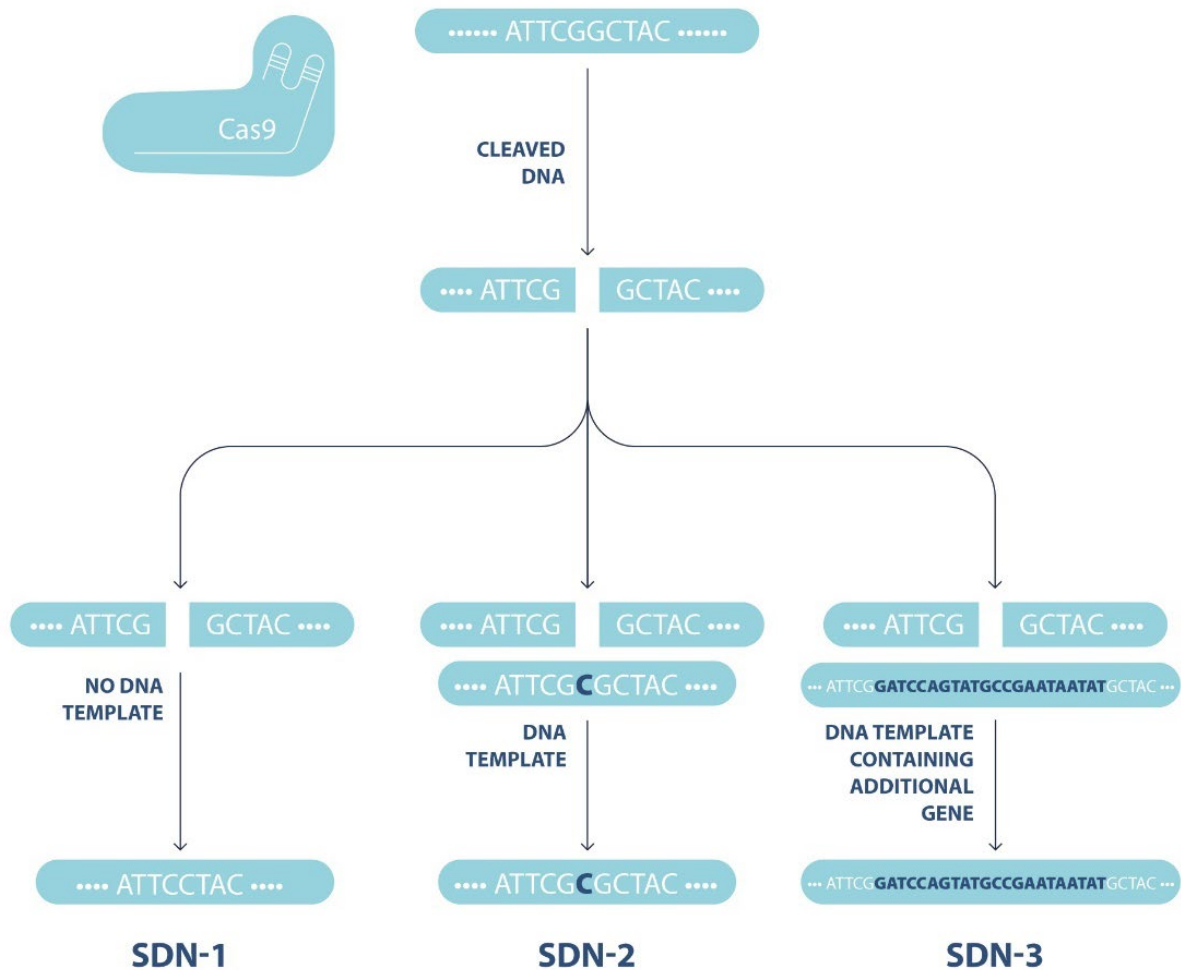 •••••• ATTCGGCTAC ••••••
Cas9
CLEAVED
DNA
•••• ATTCG GCTAC ••••
•••• ATTCG GCTAC ••••
•••• ATTCG GCTAC ••••
•••• ATTCG GCTAC ••••
NO DNA
TEMPLATE
•••• ATTCGCGCTAC ••••
DNA
TEMPLATE
••• ATTCGGATCCAGTATGCCGAATAATATGCTAC •••
DNA TEMPLATE
CONTAINING
ADDITIONAL
GENE
•••• ATTCCTAC ••••
•••• ATTCGCGCTAC ••••
••• ATTCGGATCCAGTATGCCGAATAATATGCTAC •••
SDN-1
SDN-2
SDN-3